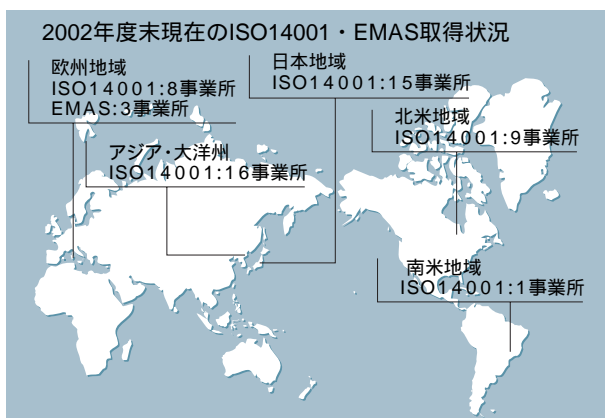 2002年度末現在のISO14001・EMAS取得状況
欧州地域
ISO14001:8事業所
EMAS:3事業所
日本地域
ISO14001:15事業所
アジア・大洋州
ISO14001:16事業所
北米地域
ISO14001:9事業所
南米地域
ISO14001:1事業所